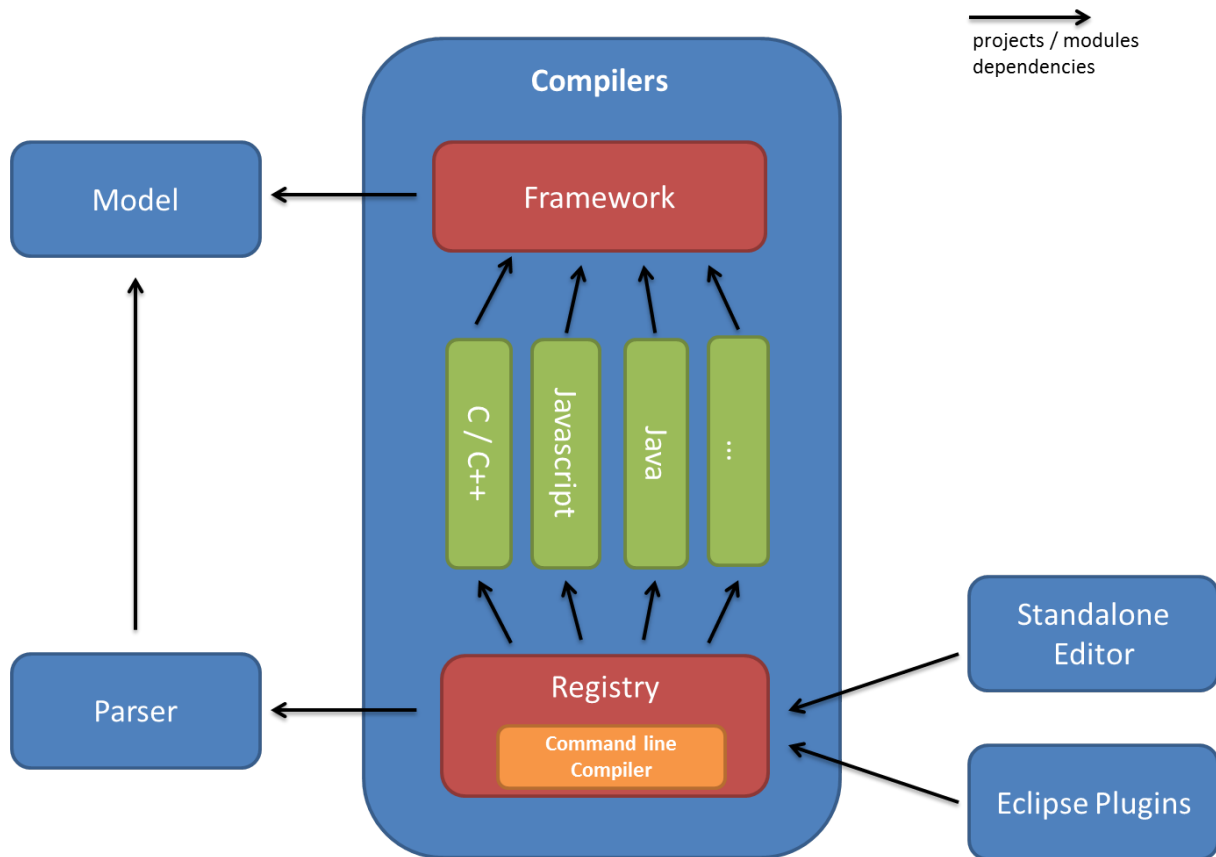 projects / modules
dependencies
Compilers
Model
Framework
C / C++
Javascript
Java
...
Standalone
Editor
Parser
Registry
Command line
Compiler
Eclipse Plugins